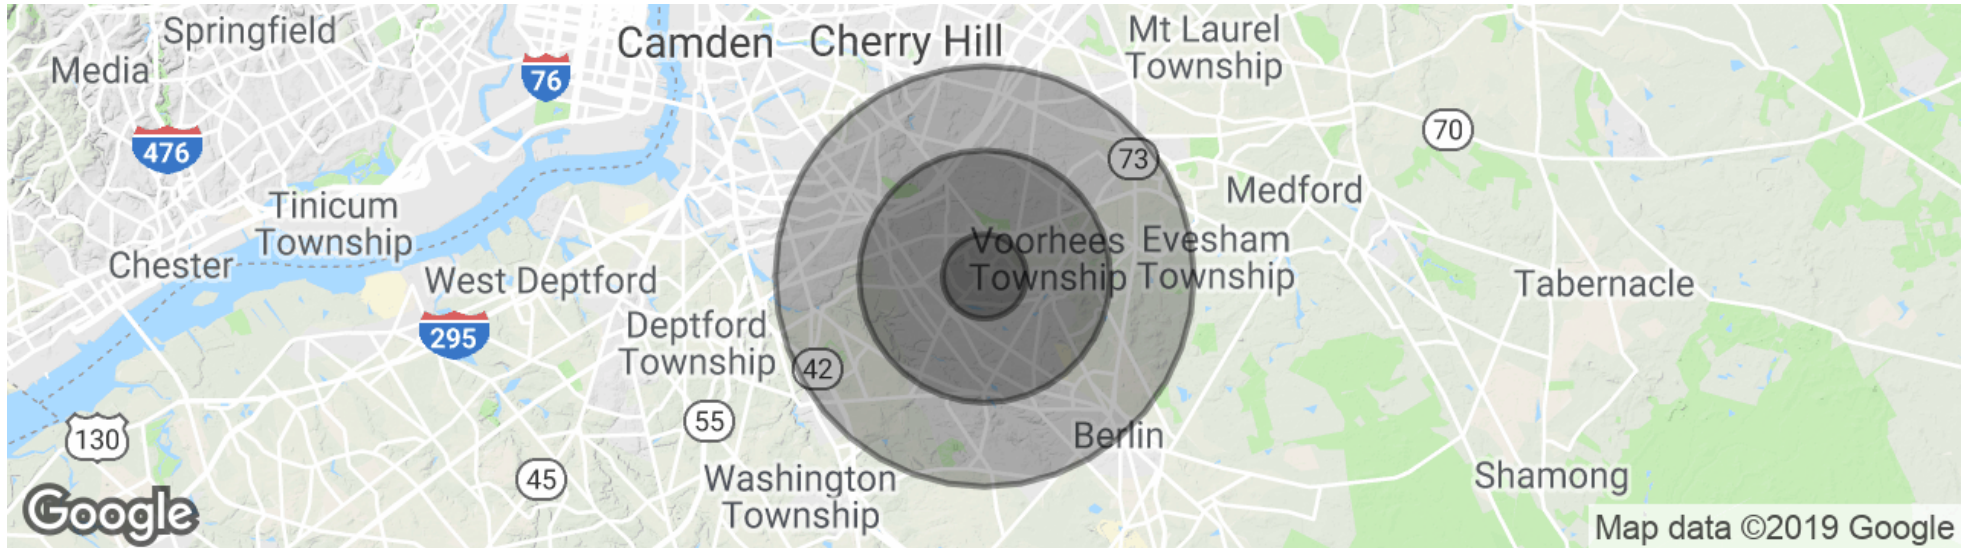 Springfield
Media
76
Camden
Cherry Hill
Mt Laurel
Township
476
73
70
Tinicum
Township
Medford
Chester
West Deptford
Voorhees
Township
Evesham
Township
Tabernacle
295
Deptford
Township
42
130
55
Berlin
45
Washington
Township
Shamong
Google
Map data ©2019 Google